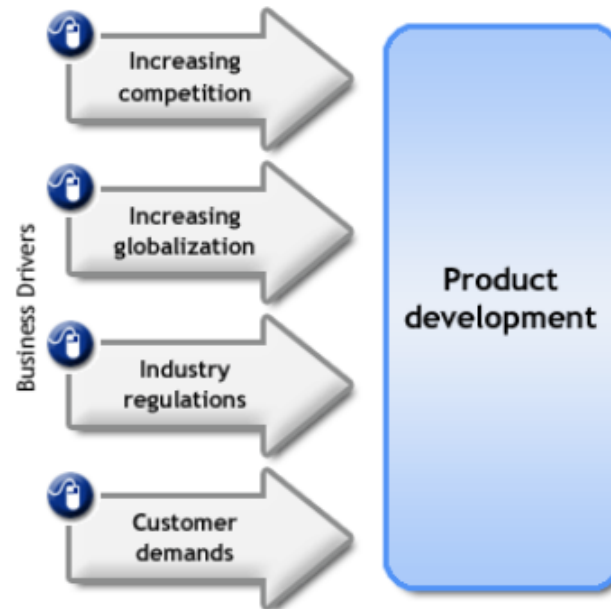 Business Drivers
Increasing
competition
Increasing
globalization
Industry
regulations
Customer
demands
Product
development